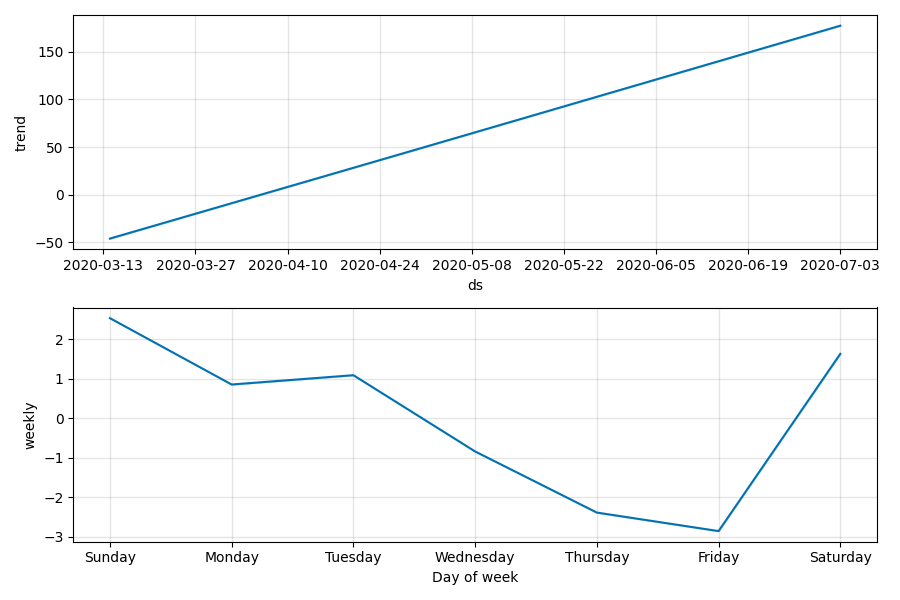 150
100
50
0
−50
trend
2020-03-13 2020-03-27 2020-04-10 2020-04-24 2020-05-08 2020-05-22 2020-06-05 2020-06-19 2020-07-03
ds
2
1
0
−1
−2
−3
weekly
Sunday Monday Tuesday Wednesday Thursday Friday Saturday
Day of week